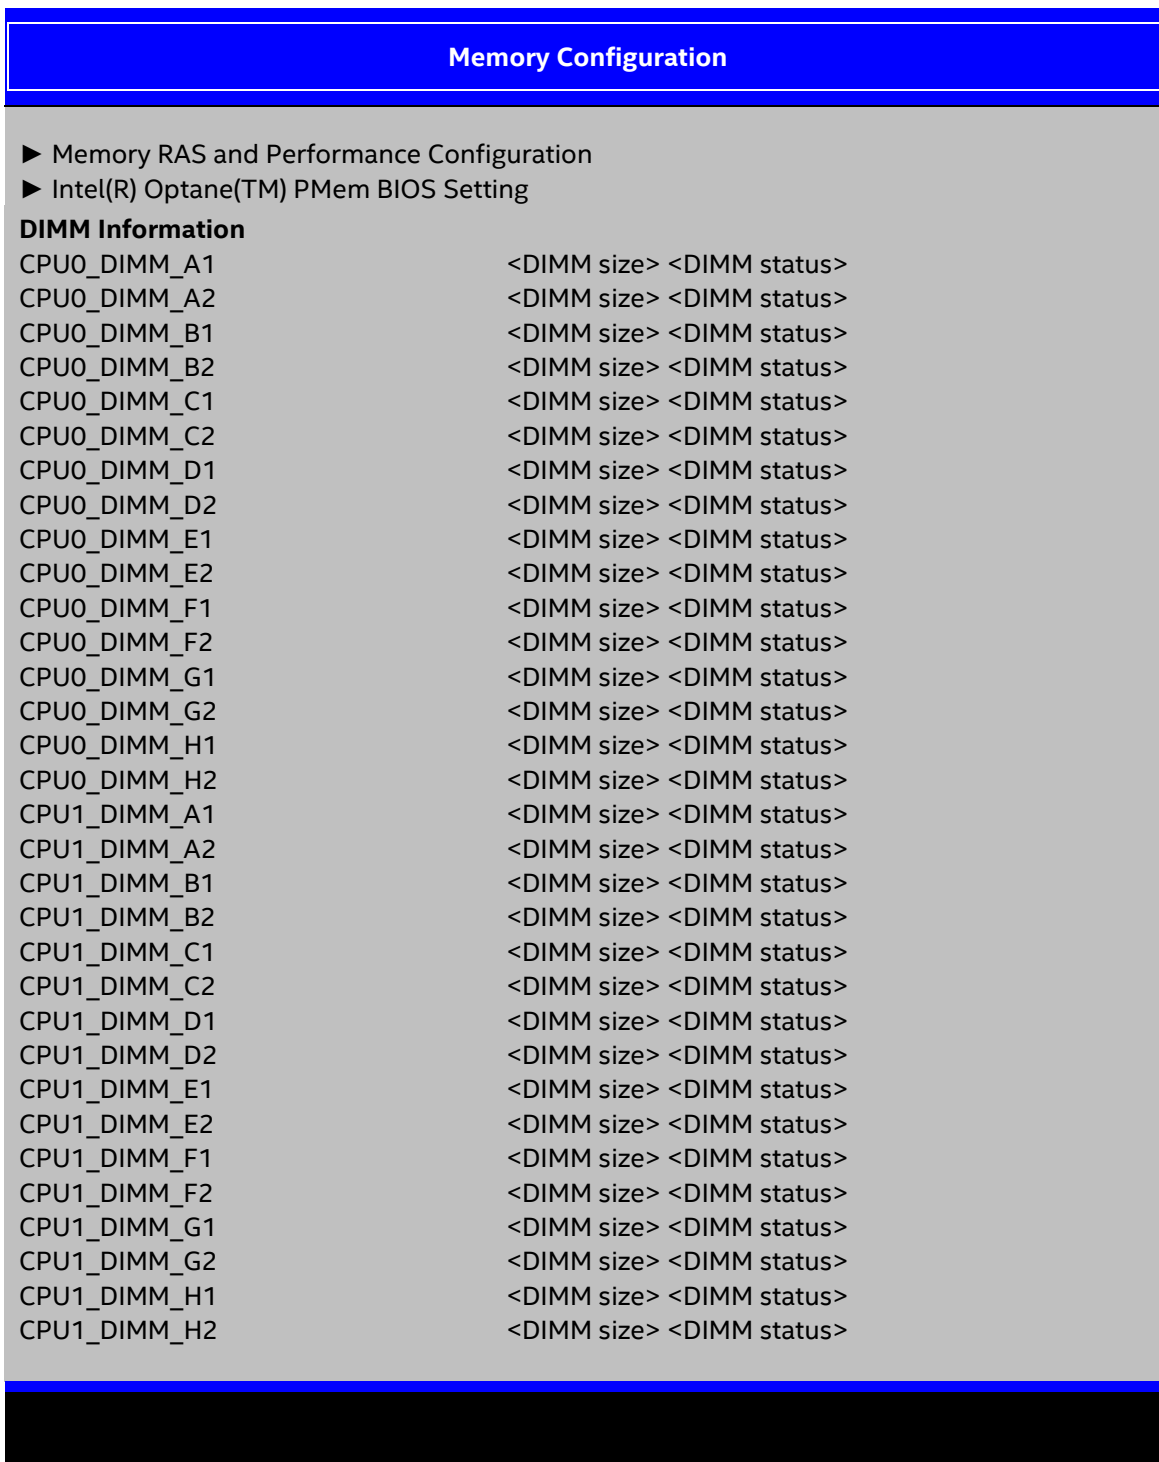 Memory Configuration
► Memory RAS and Performance Configuration
► Intel(R) Optane(TM) PMem BIOS Setting
DIMM Information
CPU0_DIMM_A1 <DIMM size> <DIMM status>
CPU0_DIMM_A2 <DIMM size> <DIMM status>
CPU0_DIMM_B1 <DIMM size> <DIMM status>
CPU0_DIMM_B2 <DIMM size> <DIMM status>
CPU0_DIMM_C1 <DIMM size> <DIMM status>
CPU0_DIMM_C2 <DIMM size> <DIMM status>
CPU0_DIMM_D1 <DIMM size> <DIMM status>
CPU0_DIMM_D2 <DIMM size> <DIMM status>
CPU0_DIMM_E1 <DIMM size> <DIMM status>
CPU0_DIMM_E2 <DIMM size> <DIMM status>
CPU0_DIMM_F1 <DIMM size> <DIMM status>
CPU0_DIMM_F2 <DIMM size> <DIMM status>
CPU0_DIMM_G1 <DIMM size> <DIMM status>
CPU0_DIMM_G2 <DIMM size> <DIMM status>
CPU0_DIMM_H1 <DIMM size> <DIMM status>
CPU0_DIMM_H2 <DIMM size> <DIMM status>
CPU1_DIMM_A1 <DIMM size> <DIMM status>
CPU1_DIMM_A2 <DIMM size> <DIMM status>
CPU1_DIMM_B1 <DIMM size> <DIMM status>
CPU1_DIMM_B2 <DIMM size> <DIMM status>
CPU1_DIMM_C1 <DIMM size> <DIMM status>
CPU1_DIMM_C2 <DIMM size> <DIMM status>
CPU1_DIMM_D1 <DIMM size> <DIMM status>
CPU1_DIMM_D2 <DIMM size> <DIMM status>
CPU1_DIMM_E1 <DIMM size> <DIMM status>
CPU1_DIMM_E2 <DIMM size> <DIMM status>
CPU1_DIMM_F1 <DIMM size> <DIMM status>
CPU1_DIMM_F2 <DIMM size> <DIMM status>
CPU1_DIMM_G1 <DIMM size> <DIMM status>
CPU1_DIMM_G2 <DIMM size> <DIMM status>
CPU1_DIMM_H1 <DIMM size> <DIMM status>
CPU1_DIMM_H2 <DIMM size> <DIMM status>